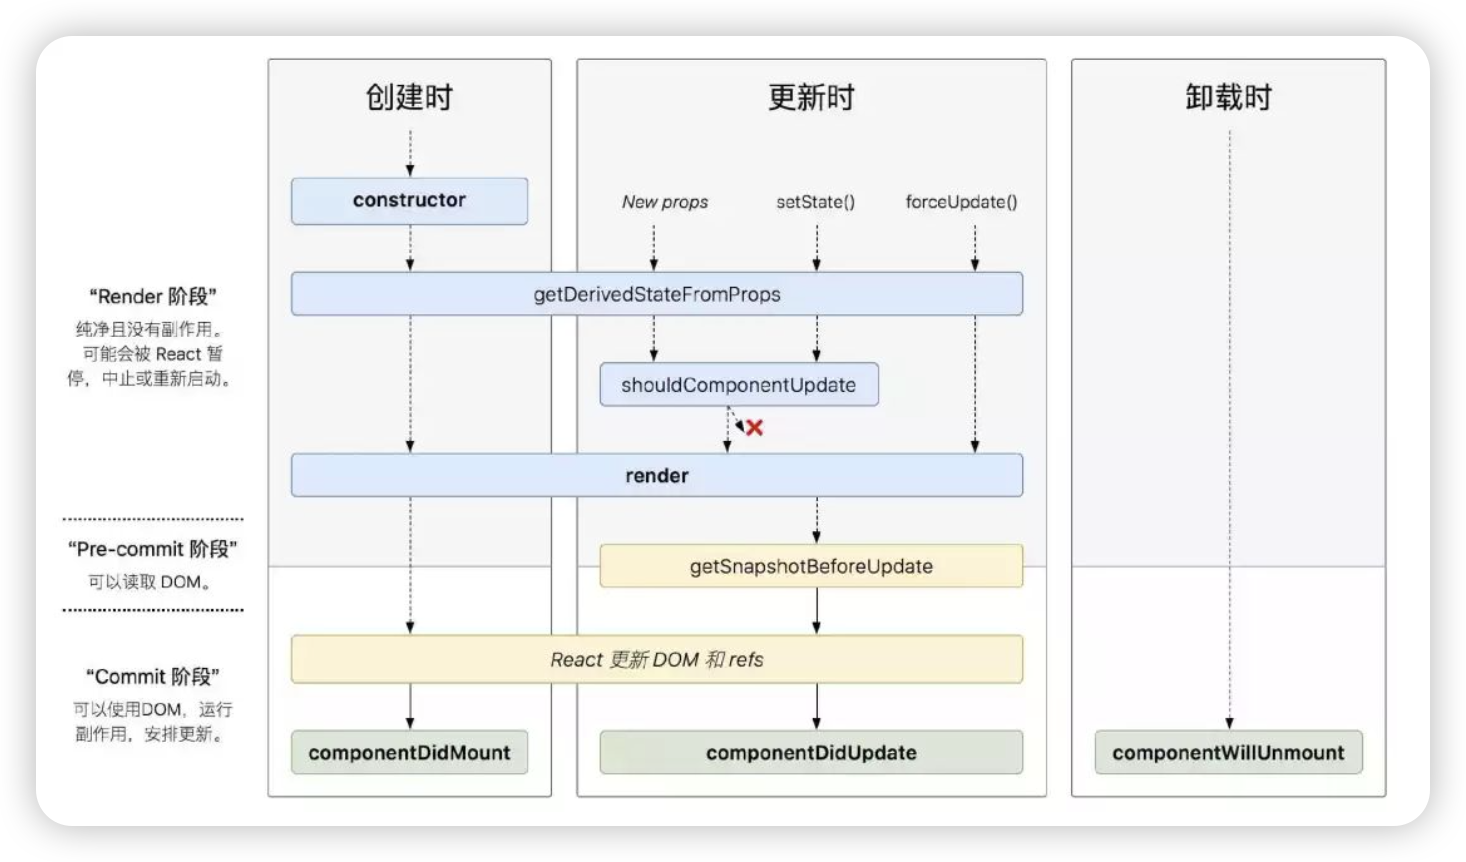 创建时
更新时
卸载时
constructor
New props
setState()
forceUpdate()
“Render 阶段”
纯净且没有副作用。
可能会被 React 暂
停，中止或重新启动。
getDerivedStateFromProps
shouldComponentUpdate
render
“Pre-commit 阶段”
可以读取 DOM。
getSnapshotBeforeUpdate
“Commit 阶段”
可以使用DOM，运行
副作用，安排更新。
React 更新 DOM 和 refs
componentDidMount
componentDidUpdate
componentWillUnmount